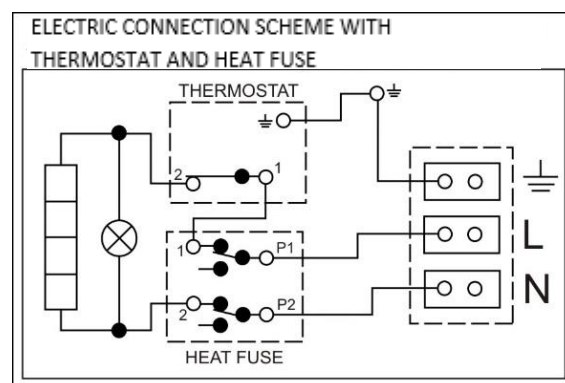 ELECTRIC CONNECTION SCHEME WITH
THERMOSTAT AND HEAT FUSE
THERMOSTAT
2
1
1
P1
L
2
P2
N
HEAT FUSE